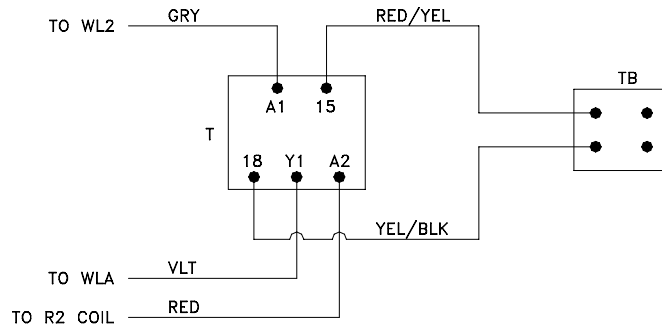 TO WL2 GRY RED/YEL
TB
A1 15
T
18 Y1 A2
YEL/BLK
TO WLA VLT
TO R2 COIL RED